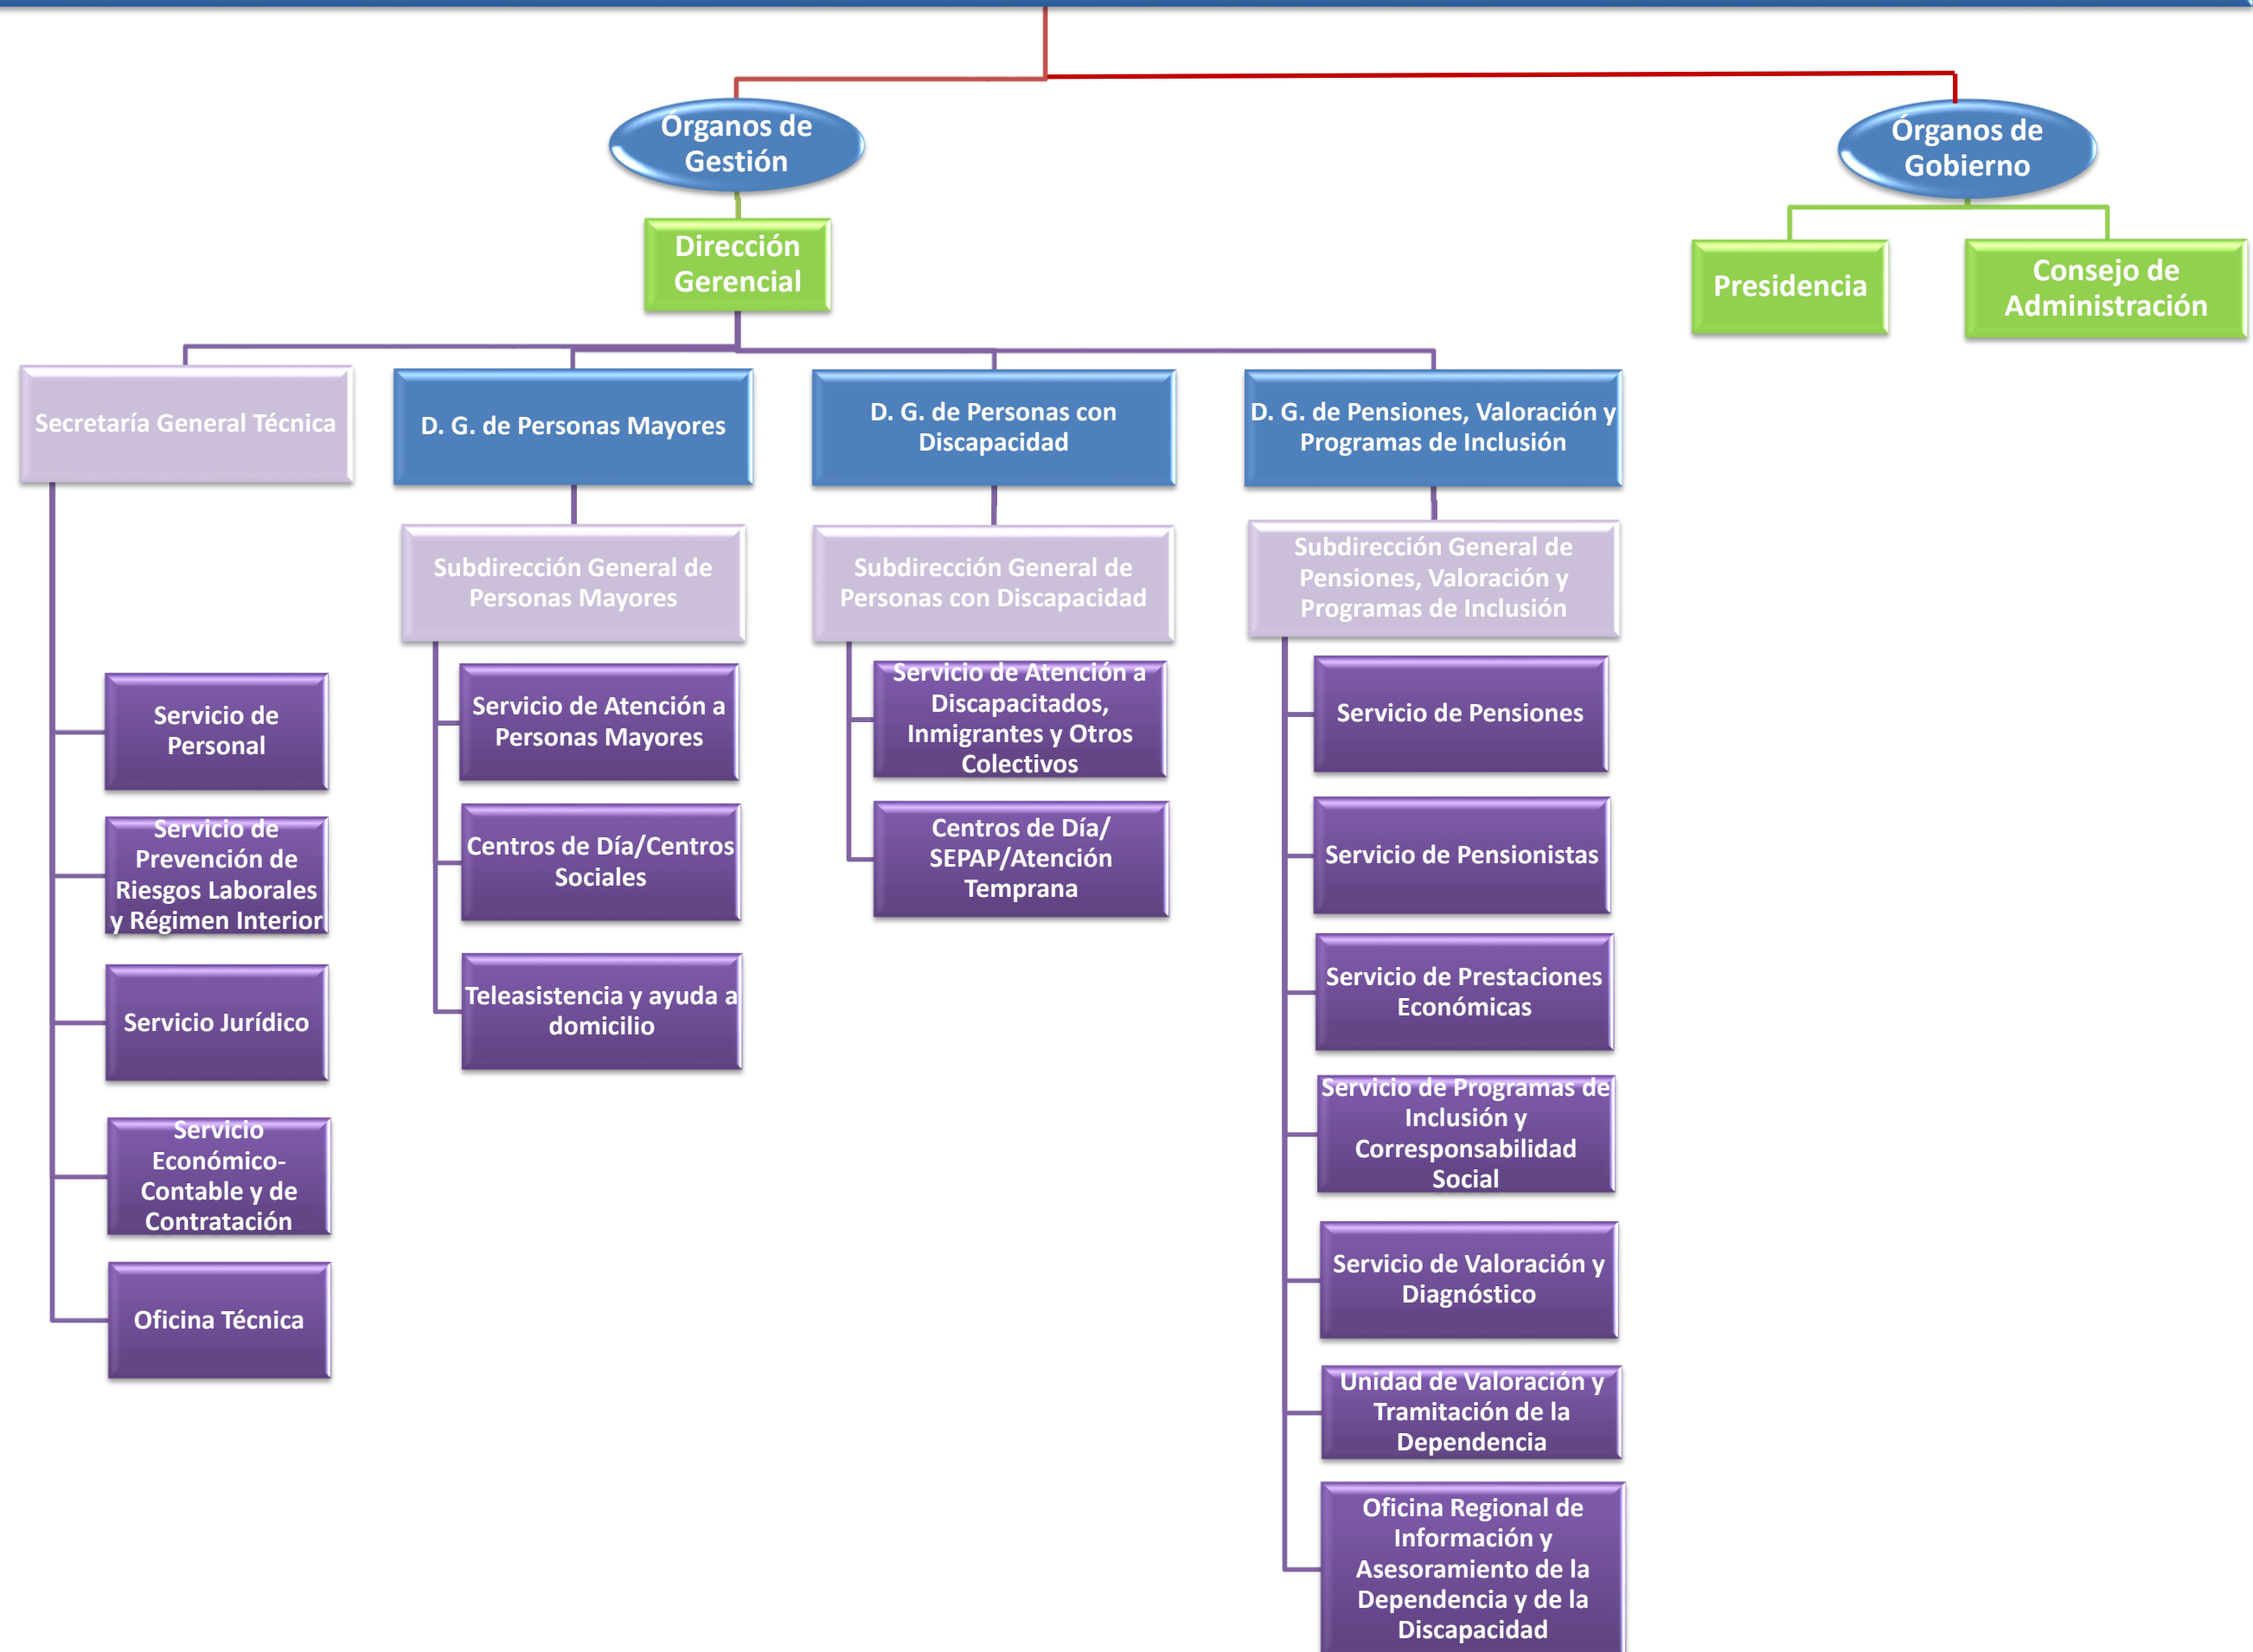 Órganos de
Gestión
Órganos de
Gobierno
Dirección
Gerencial
Presidencia
Consejo de
Administración
Secretaría General Técnica
D. G. de Personas Mayores
D. G. de Personas con
Discapacidad
D. G. de Pensiones, Valoración y
Programas de Inclusión
Subdirección General de
Personas Mayores
Subdirección General de
Personas con Discapacidad
Subdirección General de
Pensiones, Valoración y
Programas de Inclusión
Servicio de
Personal
Servicio de
Prevención de
Riesgos Laborales
y Régimen Interior
Servicio Jurídico
Servicio
Económico-
Contable y de
Contratación
Oficina Técnica
Servicio de Atención a
Personas Mayores
Centros de Día/Centros
Sociales
Teleasistencia y ayuda a
domicilio
Servicio de Atención a
Discapacitados,
Inmigrantes y Otros
Colectivos
Centros de Día/
SEPAP/Atención
Temprana
Servicio de Pensiones
Servicio de Pensionistas
Servicio de Prestaciones
Económicas
Servicio de Programas de
Inclusión y
Corresponsabilidad
Social
Servicio de Valoración y
Diagnóstico
Unidad de Valoración y
Tramitación de la
Dependencia
Oficina Regional de
Información y
Asesoramiento de la
Dependencia y de la
Discapacidad